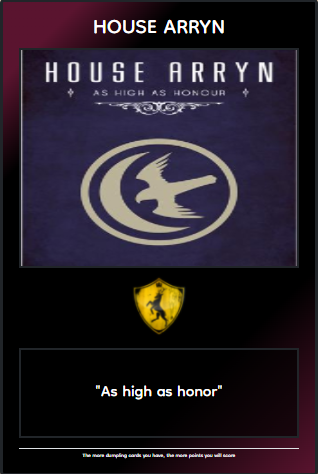 HOUSE ARRYN
HOUSE ARRYN
AS HIGH AS HONOUR
"As high as honor"
The more dumpling cards you have, the more points you will score